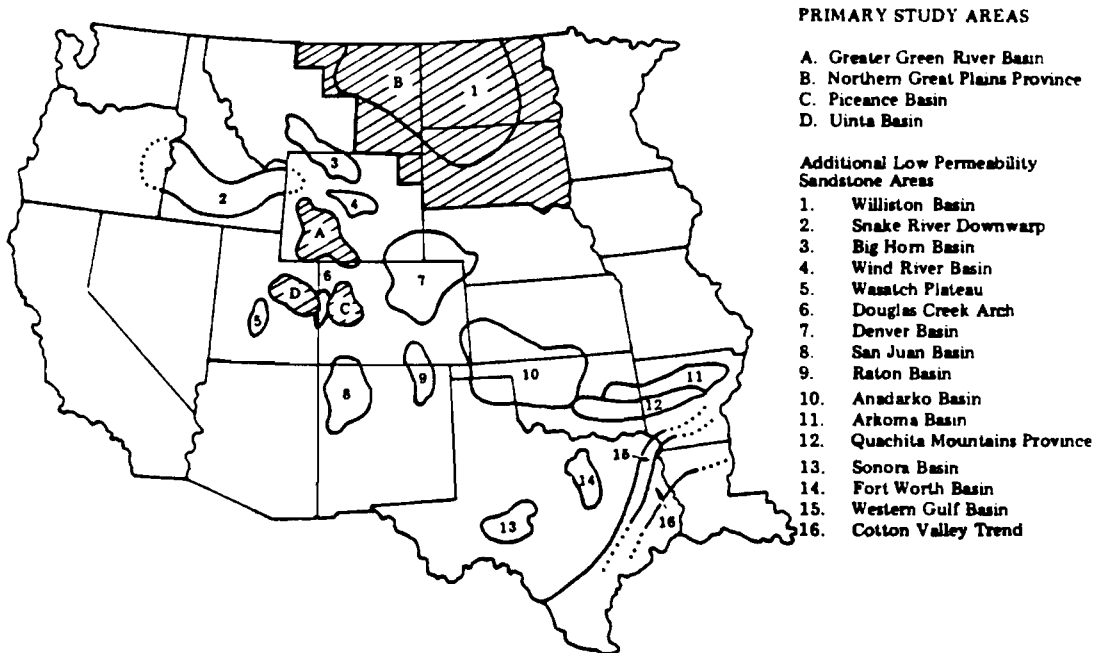 PRIMARY STUDY AREAS
A. Greater Green River Basin
B. Northern Great Plains Province
C. Piceance Basin
D. Uinta Basin
Additional Low Permeability
Sandstone Areas
1. Williston Basin
2. Snake River Downwarp
3. Big Horn Basin
4. Wind River Basin
5. Wasatch Plateau
6. Douglas Creek Arch
7. Denver Basin
8. San Juan Basin
9. Raton Basin
10. Anadarko Basin
11. Arkoma Basin
12. Quachita Mountains Province
13. Sonora Basin
14. Fort Worth Basin
15. Western Gulf Basin
16. Cotton Valley Trend
B
1
3
2
4
A
7
6
D
C
5
8
9
10
11
12
15
14
16
13